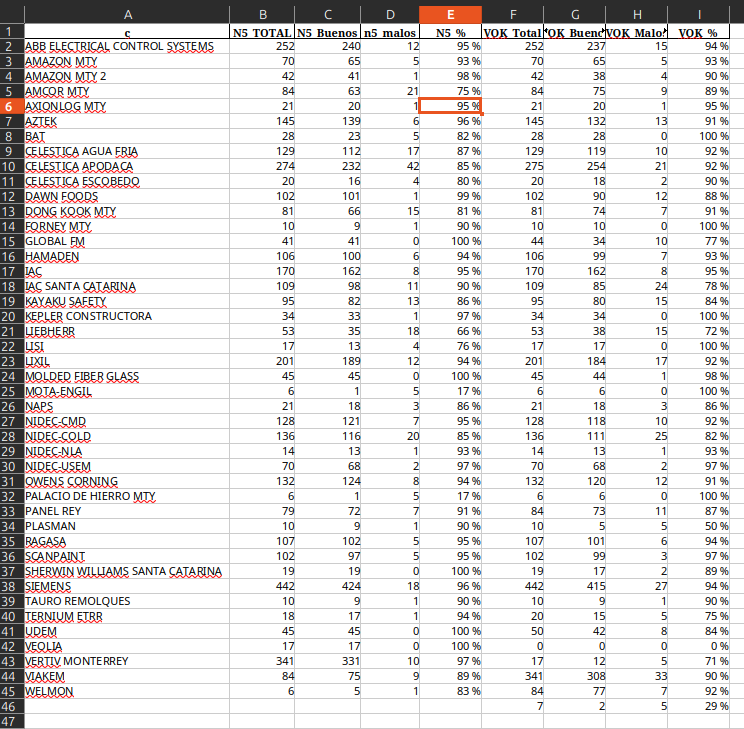 A B C D E F G H I
1 c N5_TOTAL N5_Buenos n5_malos N5 % VOK_Total OK_Buenc VOK_Malo VOK_%
2 ABB ELECTRICAL CONTROL SYSTEMS 252 240 12 95 % 252 237 15 94 %
3 AMAZON MTY 70 65 5 93 % 70 65 5 93 %
4 AMAZON MTY 2 42 41 1 98 % 42 38 4 90 %
5 AMCOR MTY 84 63 21 75 % 84 75 9 89 %
6 AXIONLOG MTY 21 20 1 95 % 21 20 1 95 %
7 AZTEK 145 139 6 96 % 145 132 13 91 %
8 BAT 28 23 5 82 % 28 28 0 100 %
9 CELESTICA AGUA FRIA 129 112 17 87 % 129 119 10 92 %
10 CELESTICA APODACA 274 232 42 85 % 275 254 21 92 %
11 CELESTICA ESCOBEDO 20 16 4 80 % 20 18 2 90 %
12 DAWN FOODS 102 101 1 99 % 102 90 12 88 %
13 DONG KOOK MTY 81 66 15 81 % 81 74 7 91 %
14 FORNEY MTY 10 9 1 90 % 10 10 0 100 %
15 GLOBAL FM 41 41 0 100 % 44 34 10 77 %
16 HAMADEN 106 100 6 94 % 106 99 7 93 %
17 IAC 170 162 8 95 % 170 162 8 95 %
18 IAC SANTA CATARINA 109 98 11 90 % 109 85 24 78 %
19 KAYAKU SAFETY 95 82 13 86 % 95 80 15 84 %
20 KEPLER CONSTRUCTORA 34 33 1 97 % 34 34 0 100 %
21 LIEBHERR 53 35 18 66 % 53 38 15 72 %
22 LISI 17 13 4 76 % 17 17 0 100 %
23 LIXIL 201 189 12 94 % 201 184 17 92 %
24 MOLDED FIBER GLASS 45 45 0 100 % 45 44 1 98 %
25 MOTA-ENGIL 6 1 5 17 % 6 6 0 100 %
26 NAPS 21 18 3 86 % 21 18 3 86 %
27 NIDEC-CMD 128 121 7 95 % 128 118 10 92 %
28 NIDEC-COLD 136 116 20 85 % 136 111 25 82 %
29 NIDEC-NLA 14 13 1 93 % 14 13 1 93 %
30 NIDEC-USEM 70 68 2 97 % 70 68 2 97 %
31 OWENS CORNING 132 124 8 94 % 132 120 12 91 %
32 PALACIO DE HIERRO MTY 6 1 5 17 % 6 6 0 100 %
33 PANEL REY 79 72 7 91 % 84 73 11 87 %
34 PLASMAN 10 9 1 90 % 10 5 5 50 %
35 RAGASA 107 102 5 95 % 107 101 6 94 %
36 SCANPAINT 102 97 5 95 % 102 99 3 97 %
37 SHERWIN WILLIAMS SANTA CATARINA 19 19 0 100 % 19 17 2 89 %
38 SIEMENS 442 424 18 96 % 442 415 27 94 %
39 TAURO REMOLQUES 10 9 1 90 % 10 9 1 90 %
40 TERNIUM ETRR 18 17 1 94 % 20 15 5 75 %
41 UDEM 45 45 0 100 % 50 42 8 84 %
42 VEOLIA 17 17 0 100 % 0 0 0 0 %
43 VERTIV MONTERREY 341 331 10 97 % 17 12 5 71 %
44 VIAKEM 84 75 9 89 % 341 308 33 90 %
45 WELMON 6 5 1 83 % 84 77 7 92 %
46 7 2 5 29 %
47